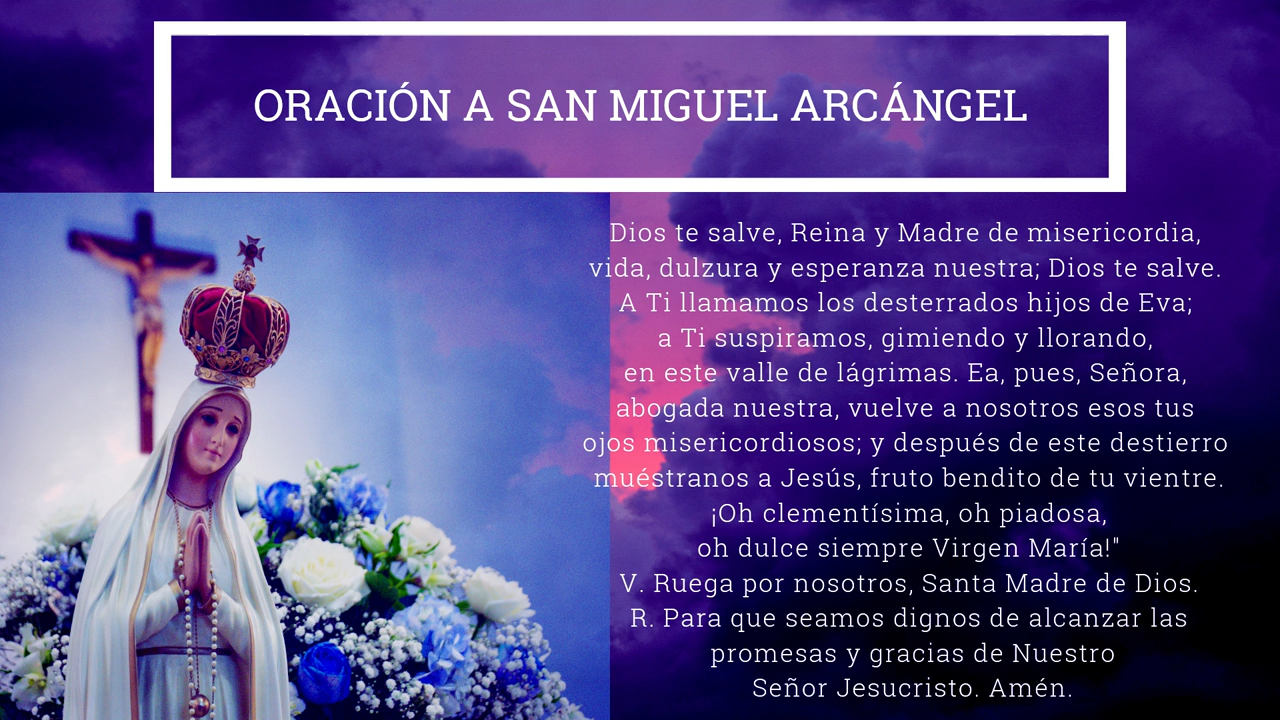 ORACIÓN A SAN MIGUEL ARCÁNGEL
Dios te salve, Reina y Madre de misericordia,
vida, dulzura y esperanza nuestra; Dios te salve.
A Ti llamamos los desterrados hijos de Eva;
a Ti suspiramos, gimiendo y llorando,
en este valle de lágrimas. Ea, pues, Señora,
abogada nuestra, vuelve a nosotros esos tus
ojos misericordiosos; y después de este destierro
muéstranos a Jesús, fruto bendito de tu vientre.
¡Oh clementísima, oh piadosa,
oh dulce siempre Virgen María!"
V. Ruega por nosotros, Santa Madre de Dios.
R. Para que seamos dignos de alcanzar las
promesas y gracias de Nuestro
Señor Jesucristo. Amén.